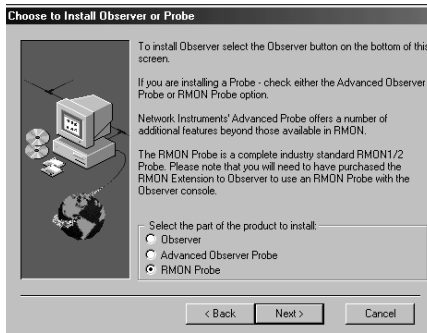 Choose to Install Observer or Probe
To install Observer select the Observer button on the bottom of this
screen.
If you are installing a Probe - check either the Advanced Observer
Probe or RMON Probe option.
Network Instruments' Advanced Probe offers a number of
additional features beyond those available in RMON.
The RMON Probe is a complete industry standard RMON1/2
Probe. Please note that you will need to have purchased the
RMON Extension to Observer to use an RMON Probe with the
Observer console.
Select the part of the product to install:
Observer
Advanced Observer Probe
RMON Probe
< Back
Next >
Cancel